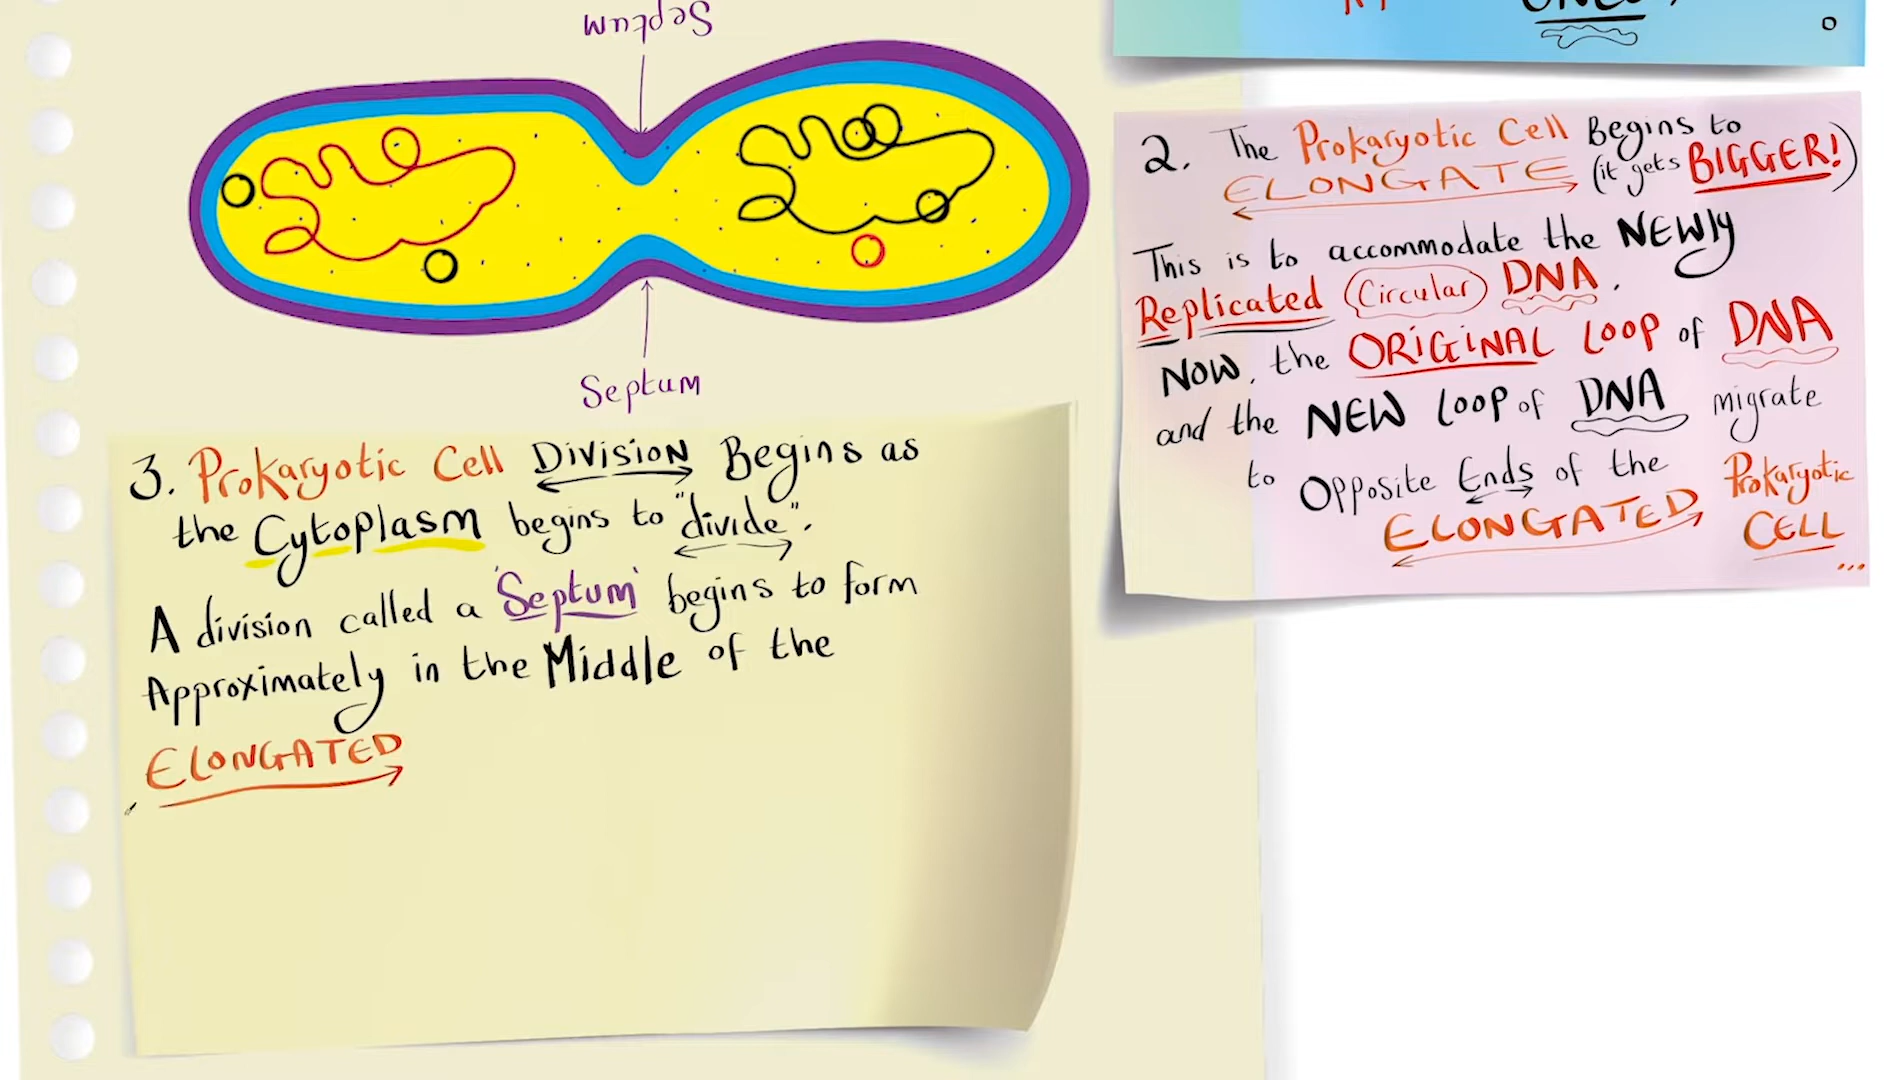 Septum
Septum
3. Prokaryotic Cell Division Begins as
the Cytoplasm begins to "divide".
A division called a 'Septum' begins to form
Approximately in the Middle of the
ELONGATED
2. The Prokaryotic Cell Begins to
ELONGATE (it gets BIGGER!)
This is to accommodate the NEWly
Replicated (Circular) DNA.
NOW, the ORIGINAL Loop of DNA
and the NEW Loop of DNA migrate
to Opposite Ends of the
ELONGATED Prokaryotic
CELL
...